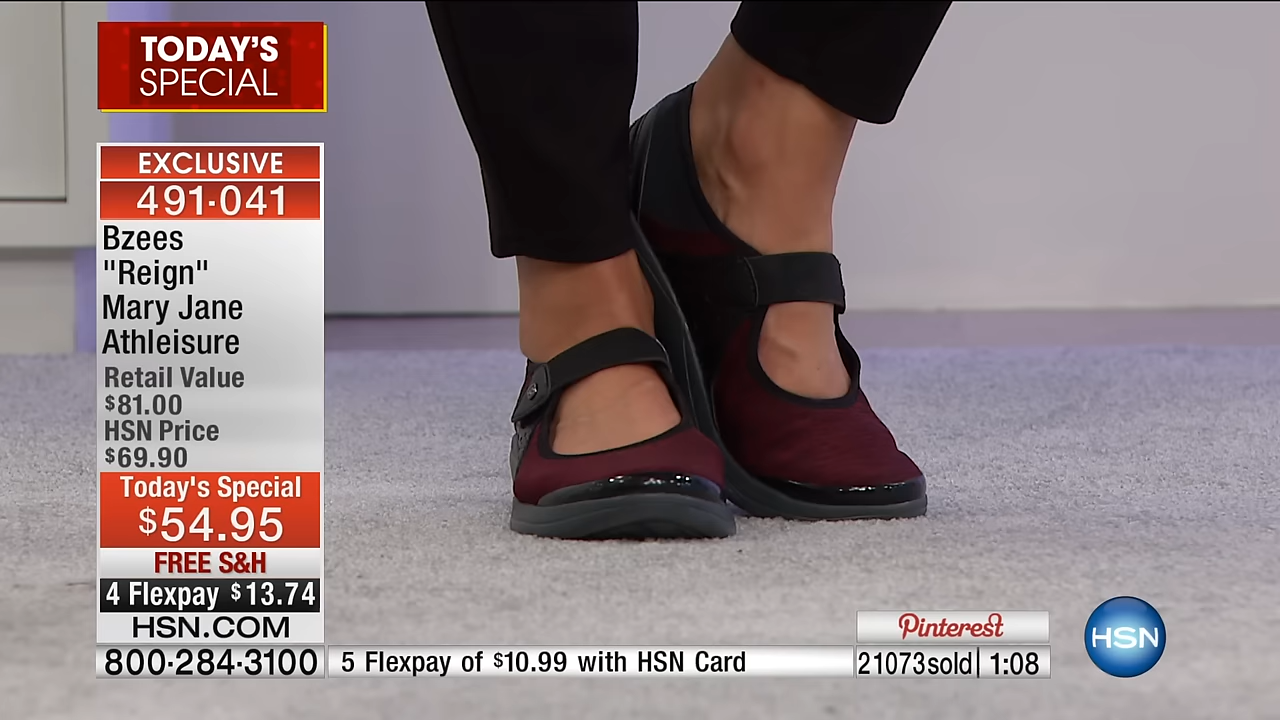 TODAY'S
SPECIAL
EXCLUSIVE
491-041
Bzees
"Reign"
Mary Jane
Athleisure
Retail Value
$81.00
HSN Price
$69.90
Today's Special
$54.95
FREE S&H
4 Flexpay $13.74
HSN.COM
800-284-3100
5 Flexpay of $10.99 with HSN Card
Pinterest
21073sold| 1:08
HSN